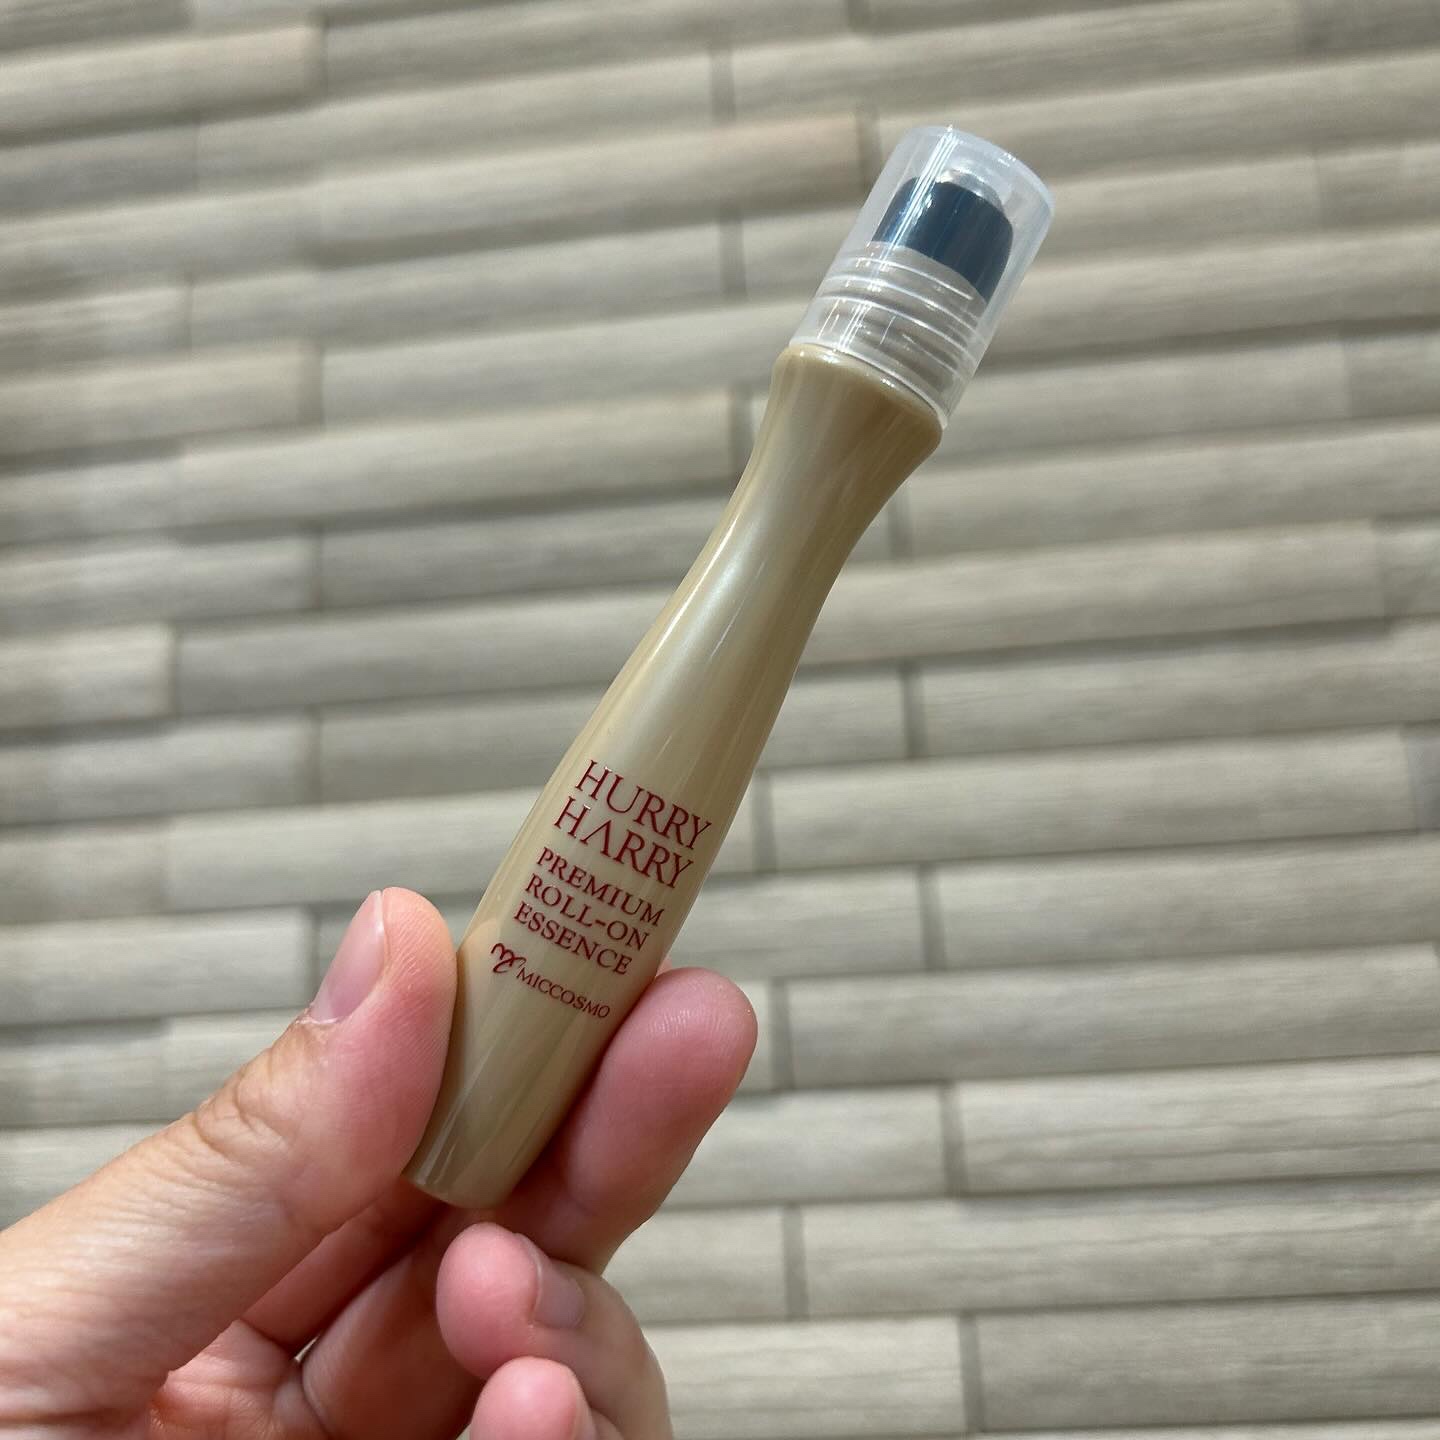 HURRY
HARRY
PREMIUM
ROLL-ON
ESSENCE
MICCOSMO